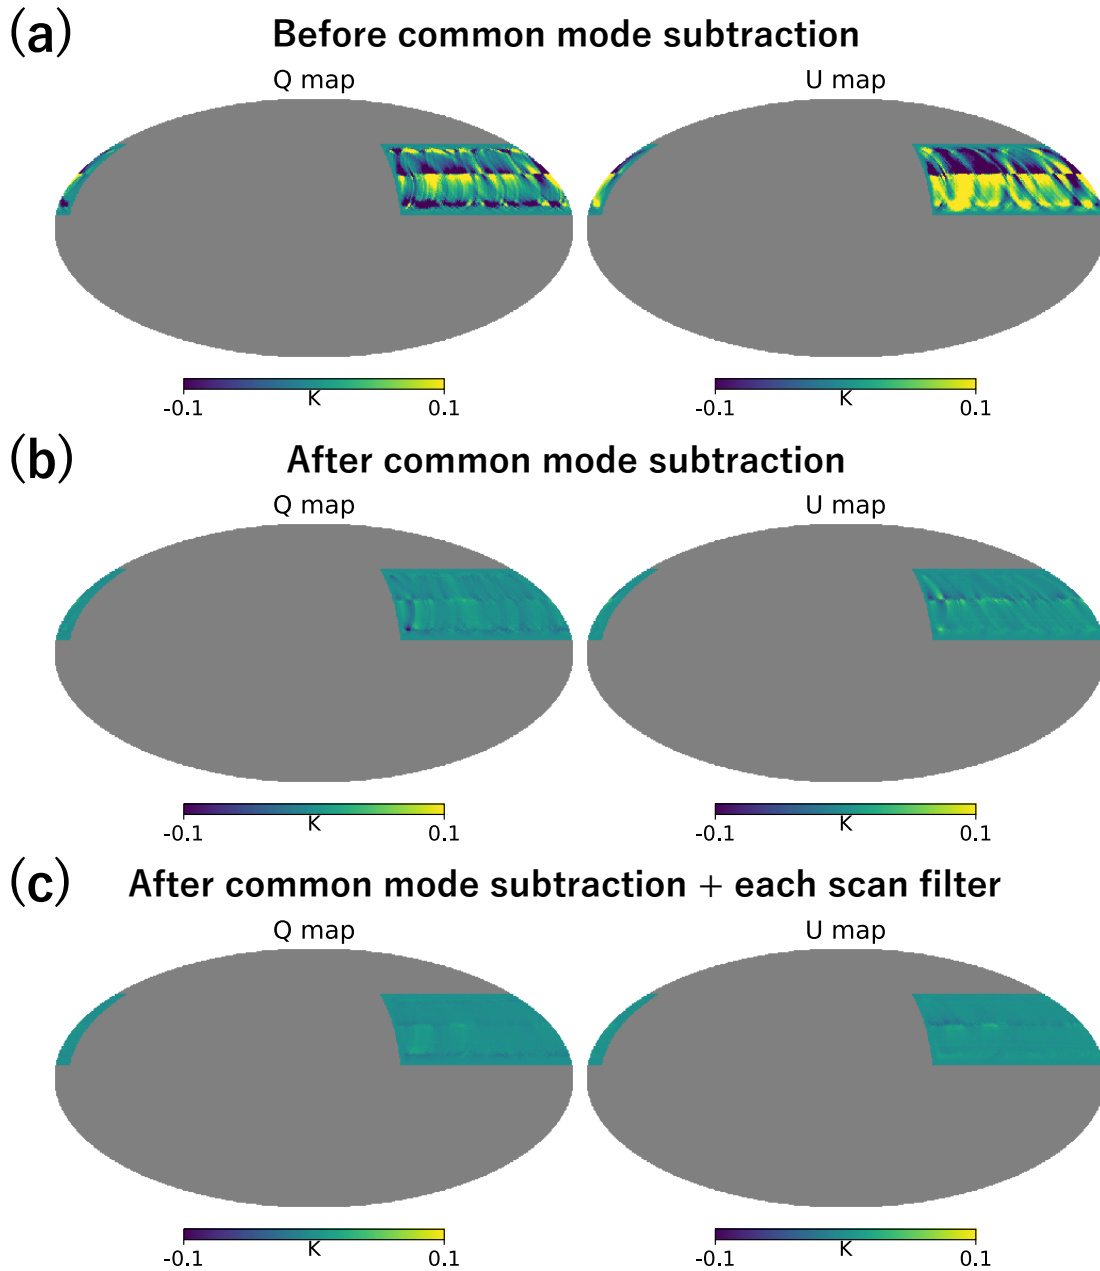 (a) Before common mode subtraction
Q map U map
-0.1 K 0.1 -0.1 K 0.1
(b) After common mode subtraction
Q map U map
-0.1 K 0.1 -0.1 K 0.1
(c) After common mode subtraction + each scan filter
Q map U map
-0.1 K 0.1 -0.1 K 0.1